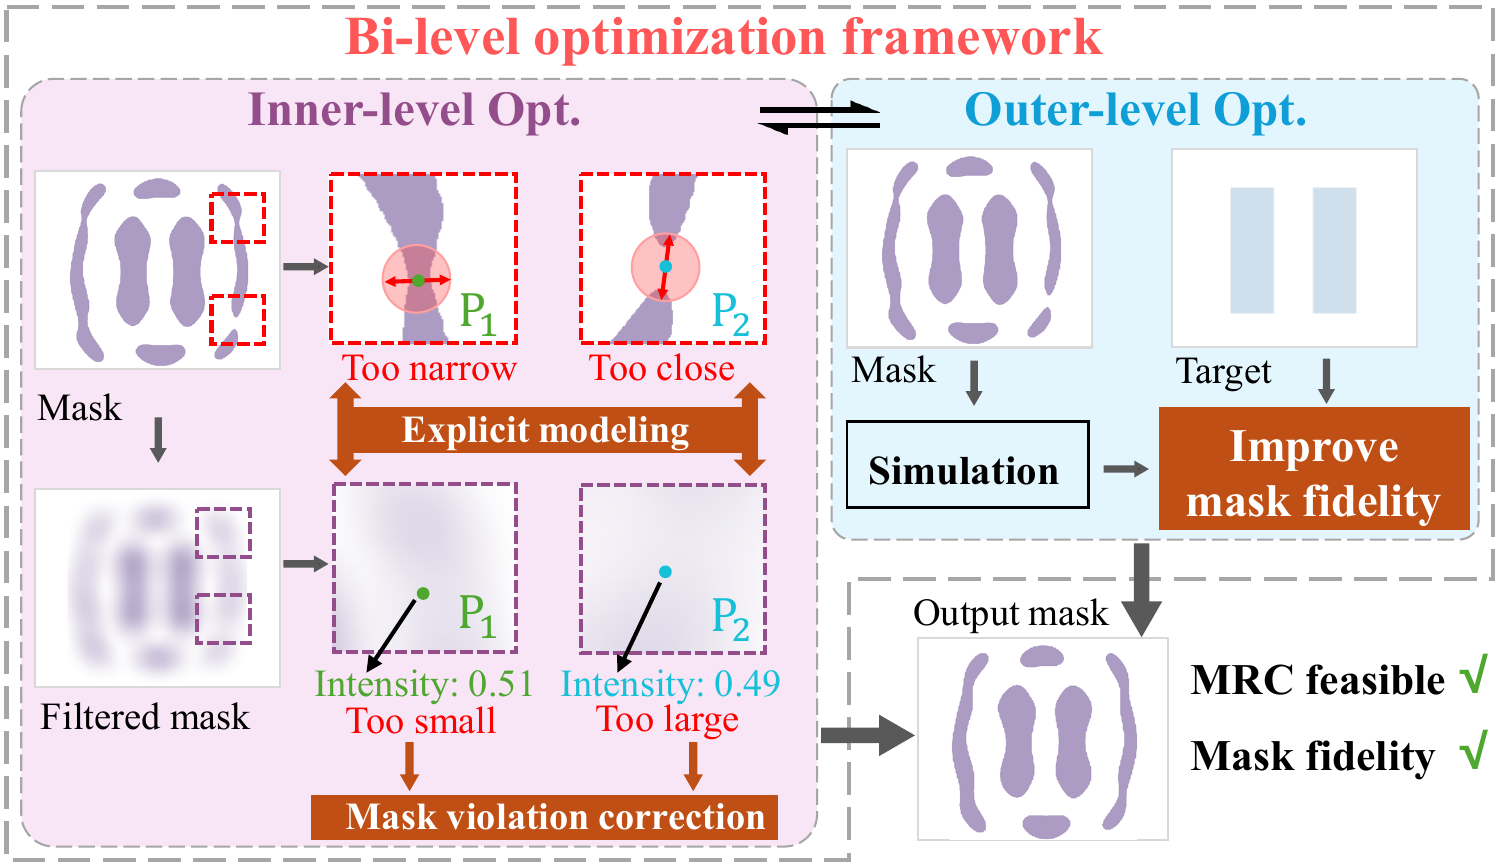 Bi-level optimization framework
Inner-level Opt.
P1
P2
Too narrow
Too close
Mask
Explicit modeling
P1
P2
Intensity: 0.51
Intensity: 0.49
Too small
Too large
Filtered mask
Mask violation correction
Outer-level Opt.
Mask
Target
Simulation
Improve
mask fidelity
Output mask
MRC feasible √
Mask fidelity √